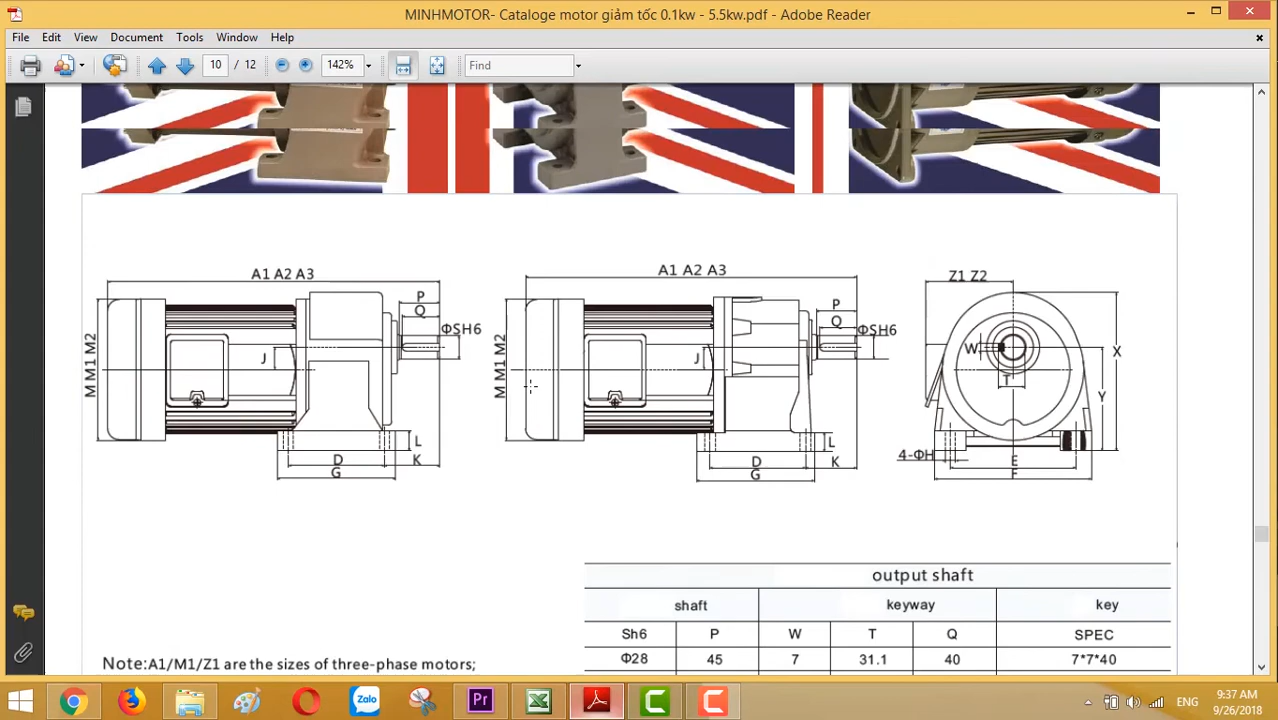 MINHMOTOR- Cataloge motor giảm tốc 0.1kw - 5.5kw.pdf - Adobe Reader
File Edit View Document Tools Window Help
10 / 12 142% Find
A1 A2 A3
P
Q
ΦSH6
M M1 M2
J
L
D
K
G
A1 A2 A3
P
Q
ΦSH6
M M1 M2
J
L
D
K
G
Z1 Z2
W
T
X
Y
4-ΦH
E
F
output shaft
shaft keyway key
Sh6 P W T Q SPEC
Φ28 45 7 31.1 40 7*7*40
Note:A1/M1/Z1 are the sizes of three-phase motors;
Zalo
Pr
ENG
9:37 AM
9/26/2018